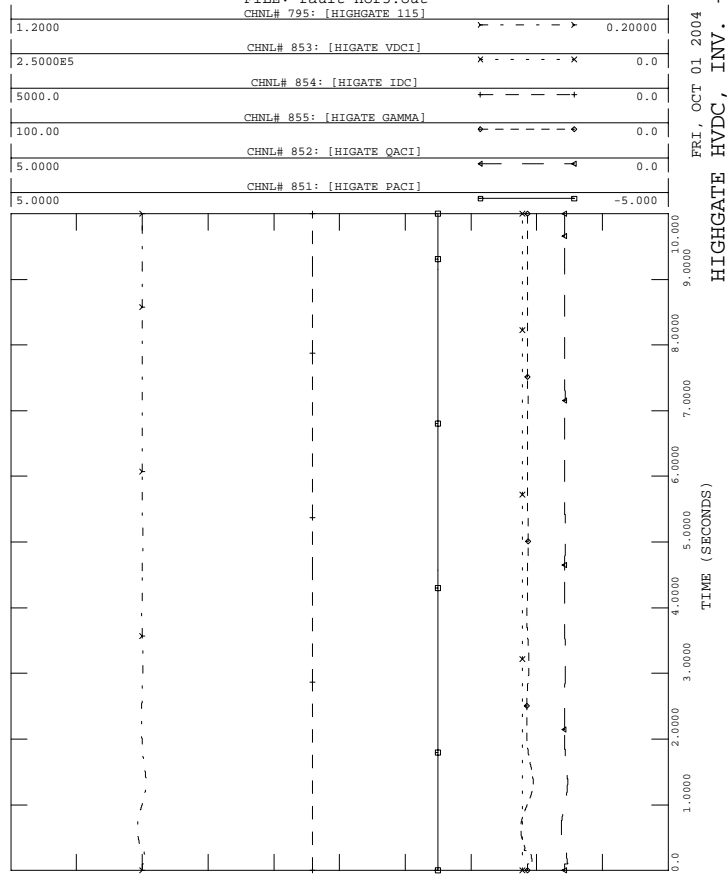 CHNL# 795: [HIGHGATE 115]
1.2000 0.20000
CHNL# 853: [HIGATE VDCI]
2.5000E5 0.0
CHNL# 854: [HIGATE IDC]
5000.0 0.0
CHNL# 855: [HIGATE GAMMA]
100.00 0.0
CHNL# 852: [HIGATE QACI]
5.0000 0.0
CHNL# 851: [HIGATE PACI]
5.0000 -5.000
10.000
9.0000
8.0000
7.0000
6.0000
5.0000
4.0000
3.0000
2.0000
1.0000
0.0
TIME (SECONDS)
FRI, OCT 01 2004
HIGHGATE HVDC, INV.